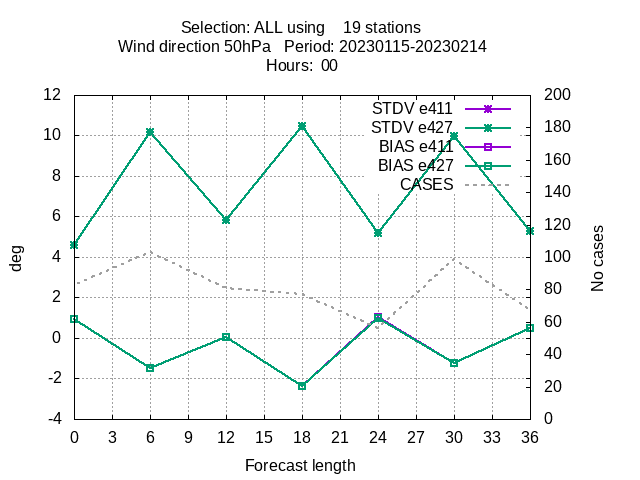 Selection: ALL using    19 stations
Wind direction 50hPa   Period: 20230115-20230214
Hours:  00
STDV e411
STDV e427
BIAS e411
BIAS e427
CASES
12
10
8
6
4
2
0
-2
-4
deg
200
180
160
140
120
100
80
60
40
20
0
No cases
0 3 6 9 12 15 18 21 24 27 30 33 36
Forecast length